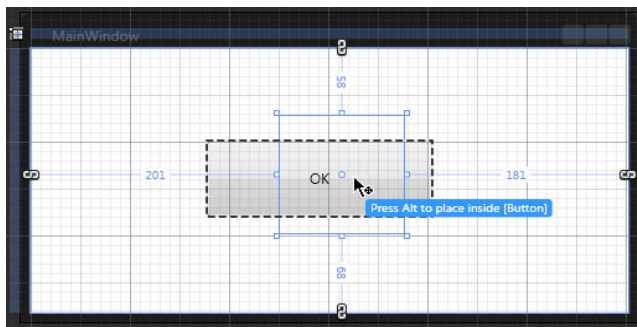 MainWindow
58
201
OK
181
Press Alt to place inside [Button]
68